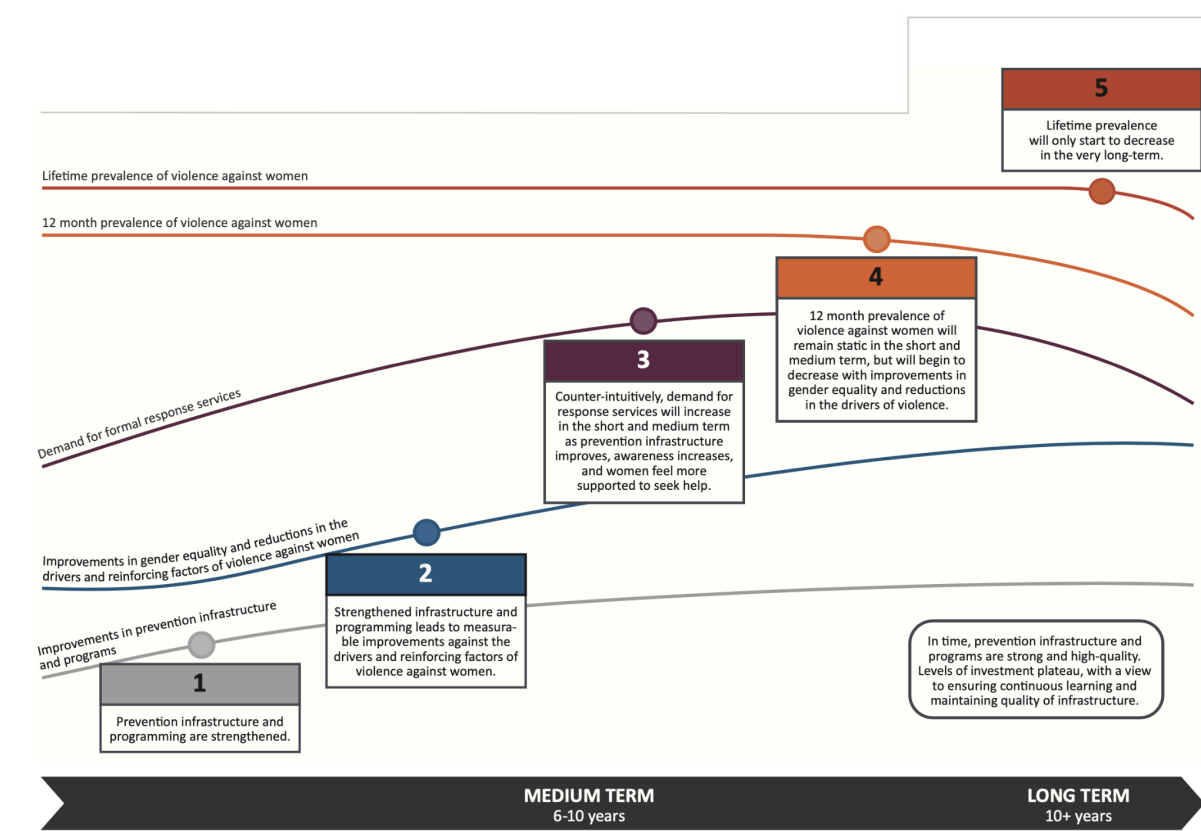 5
Lifetime prevalence
will only start to decrease
in the very long-term.
Lifetime prevalence of violence against women
12 month prevalence of violence against women
4
12 month prevalence of
violence against women will
remain static in the short and
medium term, but will begin to
decrease with improvements in
gender equality and reductions
in the drivers of violence.
3
Counter-intuitively, demand for
response services will increase
in the short and medium term
as prevention infrastructure
improves, awareness increases,
and women feel more
supported to seek help.
Demand for formal response services
Improvements in gender equality and reductions in the
drivers and reinforcing factors of violence against women
2
Strengthened infrastructure and
programming leads to measura-
ble improvements against the
drivers and reinforcing factors of
violence against women.
Improvements in prevention infrastructure
and programs
1
Prevention infrastructure and
programming are strengthened.
In time, prevention infrastructure and
programs are strong and high-quality.
Levels of investment plateau, with a view
to ensuring continuous learning and
maintaining quality of infrastructure.
MEDIUM TERM
6-10 years
LONG TERM
10+ years